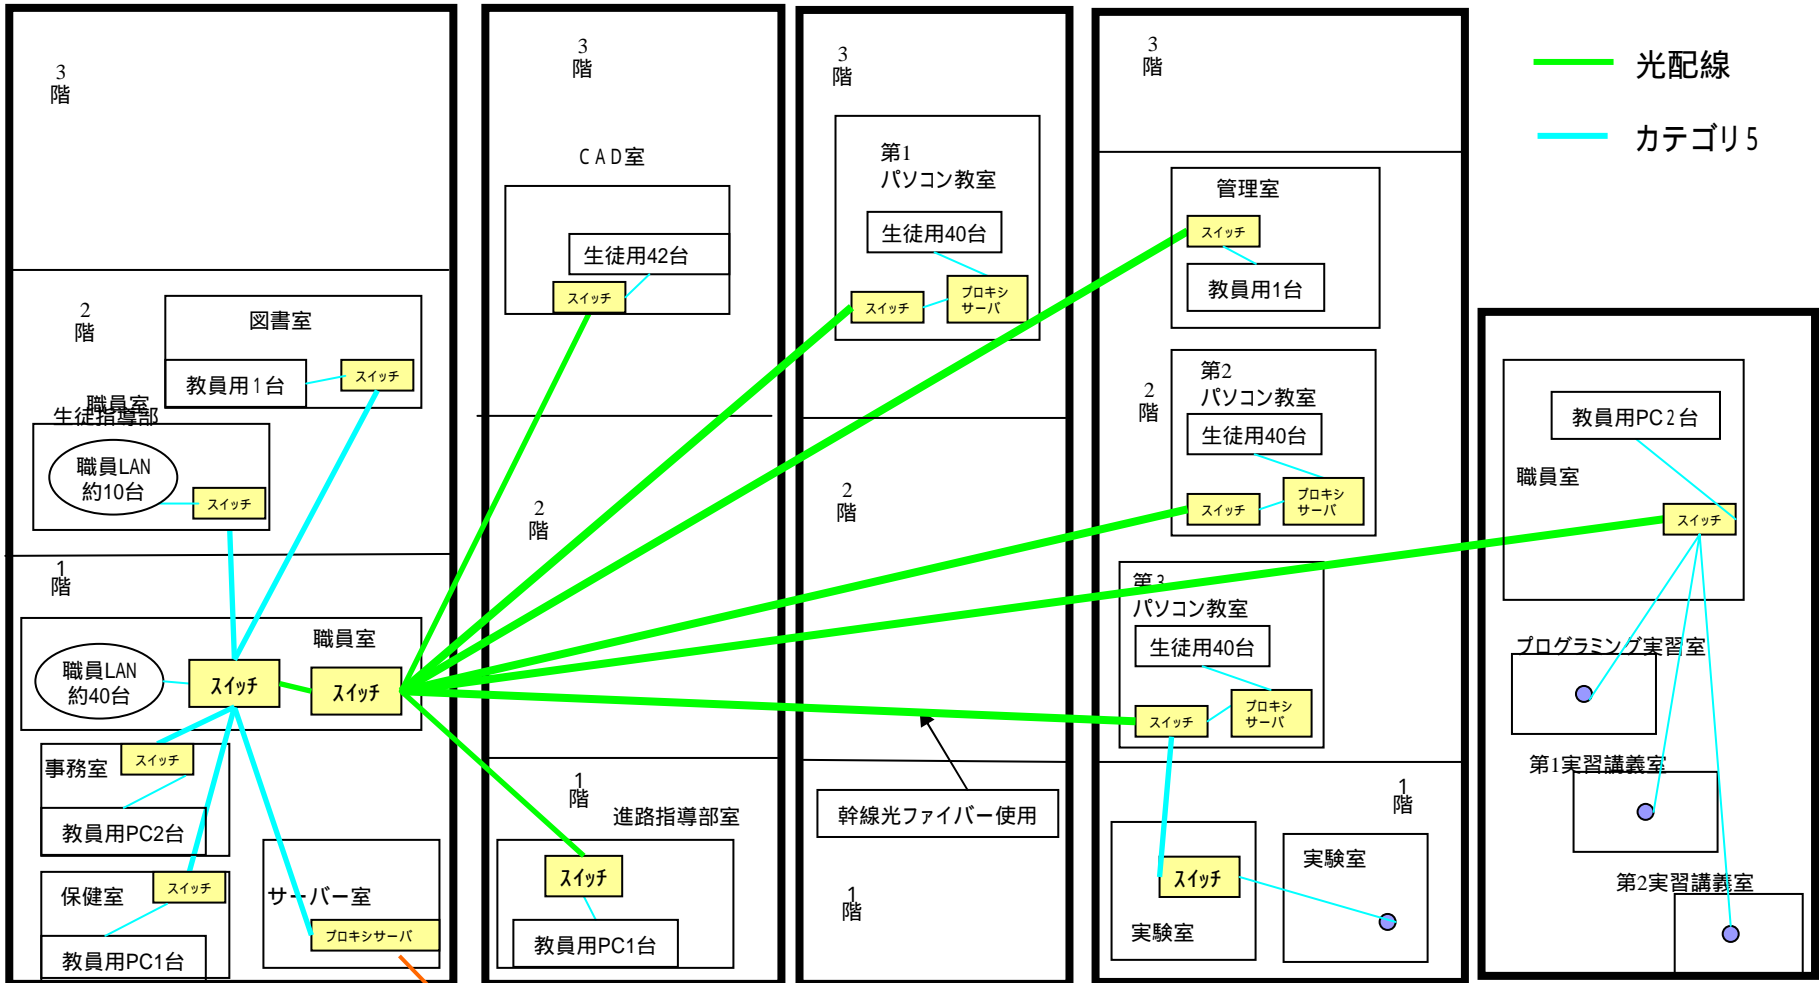 3
階
2
階
図書室
教員用1台
スイッチ
職員室
生徒指導部
職員LAN
約10台
スイッチ
1
階
職員室
職員LAN
約40台
スイッチ
スイッチ
事務室
スイッチ
教員用PC2台
保健室
スイッチ
教員用PC1台
サーバー室
プロキシサーバ
3
階
CAD室
生徒用42台
スイッチ
2
階
1
階
進路指導部室
スイッチ
教員用PC1台
3
階
第1
パソコン教室
生徒用40台
スイッチ
プロキシ
サーバ
2
階
幹線光ファイバー使用
1
階
3
階
管理室
スイッチ
教員用1台
2
階
第2
パソコン教室
生徒用40台
スイッチ
プロキシ
サーバ
第3
パソコン教室
生徒用40台
スイッチ
プロキシ
サーバ
1
階
スイッチ
実験室
実験室
光配線
カテゴリ5
教員用PC2台
職員室
スイッチ
プログラミング実習室
第1実習講義室
第2実習講義室